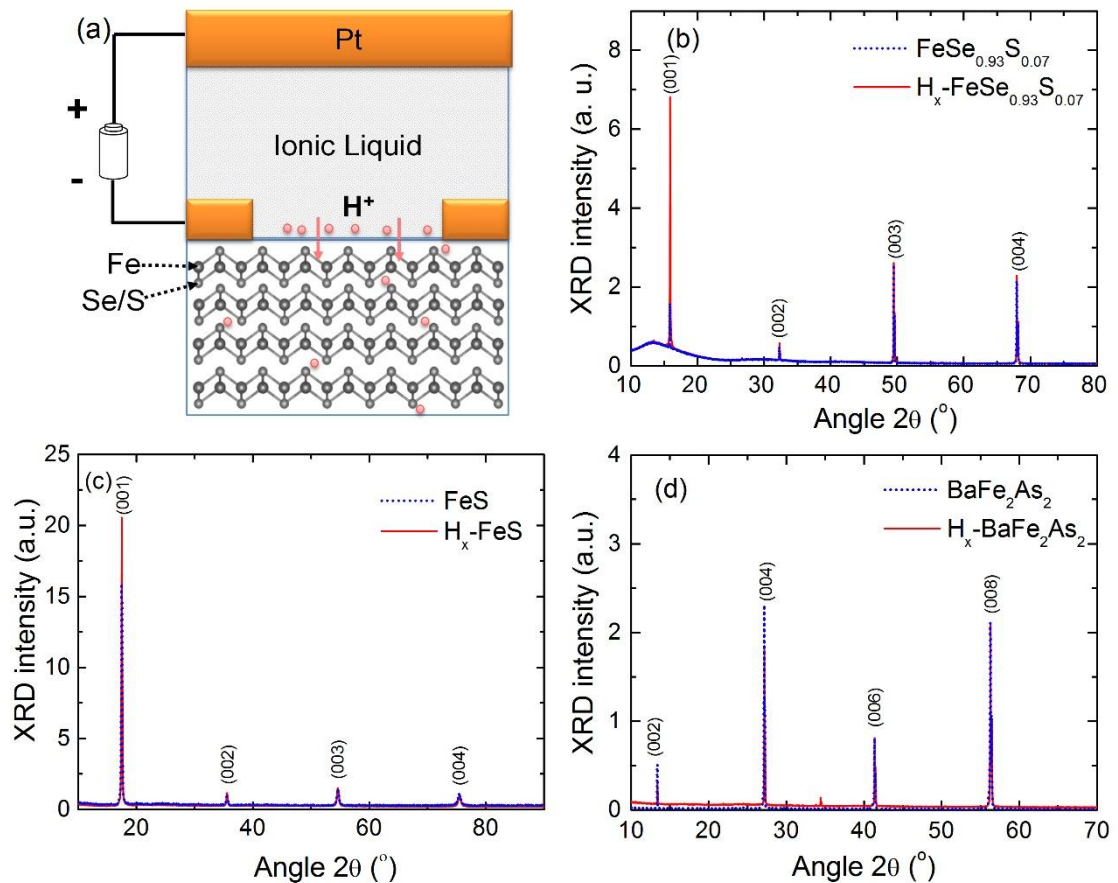 (a)
Pt
+
-
Ionic Liquid
H⁺
Fe
Se/S
(b)
FeSe₀.₉₃S₀.₀₇
Hₓ-FeSe₀.₉₃S₀.₀₇
(001)
(002)
(003)
(004)
8
6
4
2
0
10 20 30 40 50 60 70 80
XRD intensity (a. u.)
Angle 2θ (°)
(c)
FeS
Hₓ-FeS
(001)
(002)
(003)
(004)
25
20
15
10
5
0
20 40 60 80
XRD intensity (a.u.)
Angle 2θ (°)
(d)
BaFe₂As₂
Hₓ-BaFe₂As₂
(002)
(004)
(006)
(008)
4
3
2
1
0
10 20 30 40 50 60 70
XRD intensity (a.u.)
Angle 2θ (°)